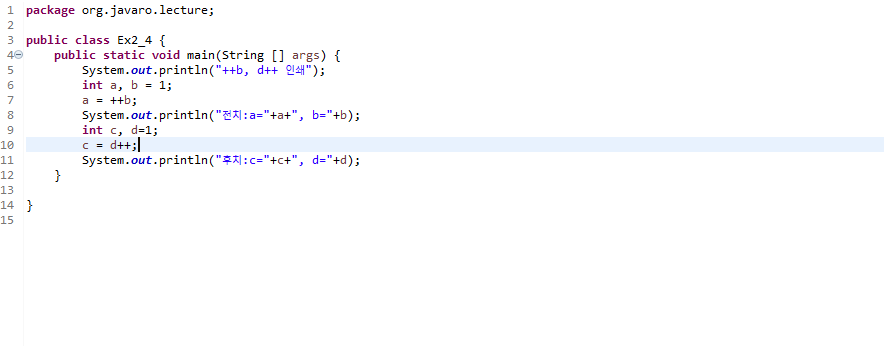 1 package org.javaro.lecture;
2
3 public class Ex2_4 {
4 public static void main(String [] args) {
5 System.out.println("++b, d++ 인쇄");
6 int a, b = 1;
7 a = ++b;
8 System.out.println("전치:a="+a+", b="+b);
9 int c, d=1;
10 c = d++;
11 System.out.println("후치:c="+c+", d="+d);
12 }
13
14 }
15